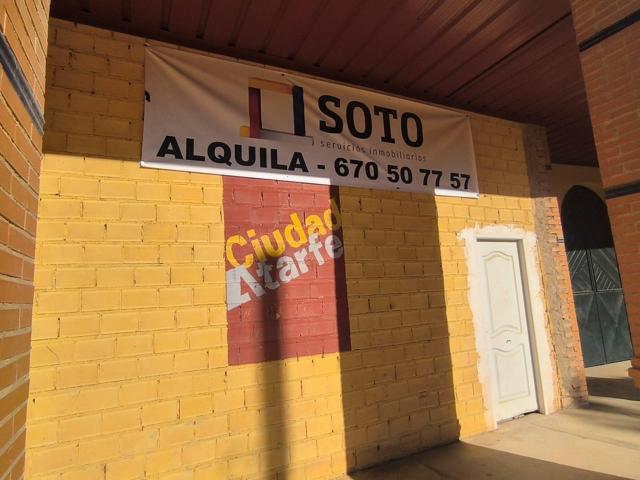 SOTO
servicios inmobiliarios
ALQUILA - 670 50 77 57
Ciudad
Atarfe